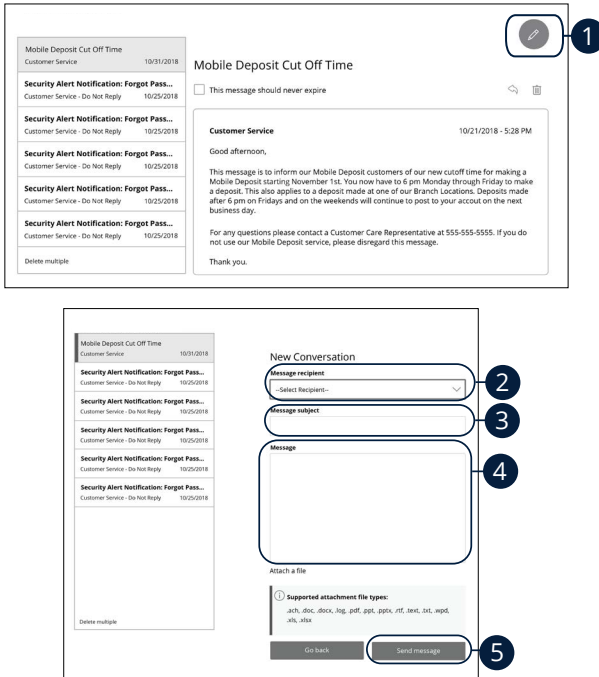 1
Mobile Deposit Cut Off Time
Customer Service 10/31/2018
Security Alert Notification: Forgot Pass...
Customer Service - Do Not Reply 10/25/2018
Security Alert Notification: Forgot Pass...
Customer Service - Do Not Reply 10/25/2018
Security Alert Notification: Forgot Pass...
Customer Service - Do Not Reply 10/25/2018
Security Alert Notification: Forgot Pass...
Customer Service - Do Not Reply 10/25/2018
Security Alert Notification: Forgot Pass...
Customer Service - Do Not Reply 10/25/2018
Delete multiple
Mobile Deposit Cut Off Time
This message should never expire
Customer Service 10/21/2018 - 5:28 PM
Good afternoon,
This message is to inform our Mobile Deposit customers of our new cutoff time for making a
Mobile Deposit starting November 1st. You now have to 6 pm Monday through Friday to make
a deposit. This also applies to a deposit made at one of our Branch Locations. Deposits made
after 6 pm on Fridays and on the weekends will continue to post to your accout on the next
business day.
For any questions please contact a Customer Care Representative at 555-555-5555. If you do
not use our Mobile Deposit service, please disregard this message.
Thank you.
Mobile Deposit Cut Off Time
Customer Service 10/31/2018
Security Alert Notification: Forgot Pass...
Customer Service - Do Not Reply 10/25/2018
Security Alert Notification: Forgot Pass...
Customer Service - Do Not Reply 10/25/2018
Security Alert Notification: Forgot Pass...
Customer Service - Do Not Reply 10/25/2018
Security Alert Notification: Forgot Pass...
Customer Service - Do Not Reply 10/25/2018
Security Alert Notification: Forgot Pass...
Customer Service - Do Not Reply 10/25/2018
Delete multiple
New Conversation
Message recipient
--Select Recipient--
2
Message subject
3
Message
4
Attach a file
Supported attachment file types:
.ach, .doc, .docx, .log, .pdf, .ppt, .pptx, .rtf, .text, .txt, .wpd,
.xls, .xlsx
Go back
Send message
5